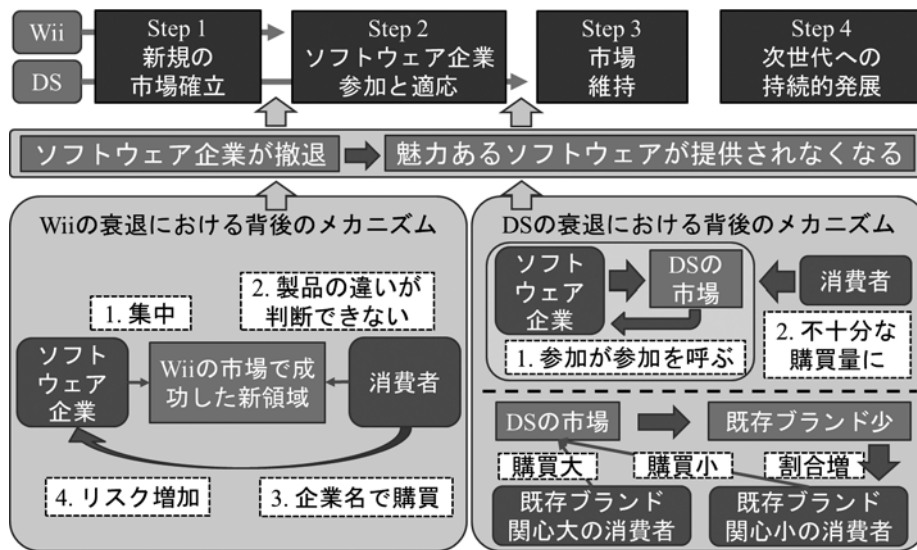 Wii
DS
Step 1
新規の
市場確立
Step 2
ソフトウェア企業
参加と適応
Step 3
市場
維持
Step 4
次世代への
持続的発展
ソフトウェア企業が撤退
魅力あるソフトウェアが提供されなくなる
Wiiの衰退における背後のメカニズム
1. 集中
2. 製品の違いが
判断できない
ソフト
ウェア
企業
Wiiの市場で成
功した新領域
消費者
4. リスク増加
3. 企業名で購買
DSの衰退における背後のメカニズム
ソフト
ウェア
企業
DSの
市場
消費者
1. 参加が参加を呼ぶ
2. 不十分な
購買量に
DSの市場
既存ブランド少
購買大
購買小
割合増
既存ブランド
関心大の消費者
既存ブランド
関心小の消費者